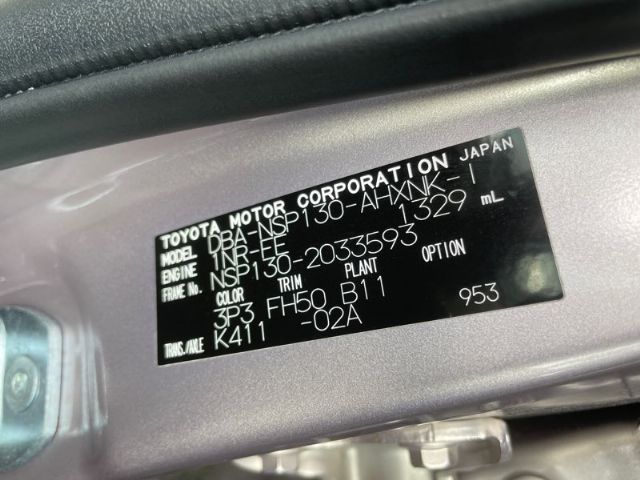 TOYOTA MOTOR CORPORATION JAPAN
MODEL DBA-NSP130-AHXNK-I
ENGINE 1NR-FE 1329 mL
FRAME No. NSP130-2033593
COLOR TRIM PLANT OPTION
3P3 FH50 B11
TRANS./AXLE K411 -02A 953